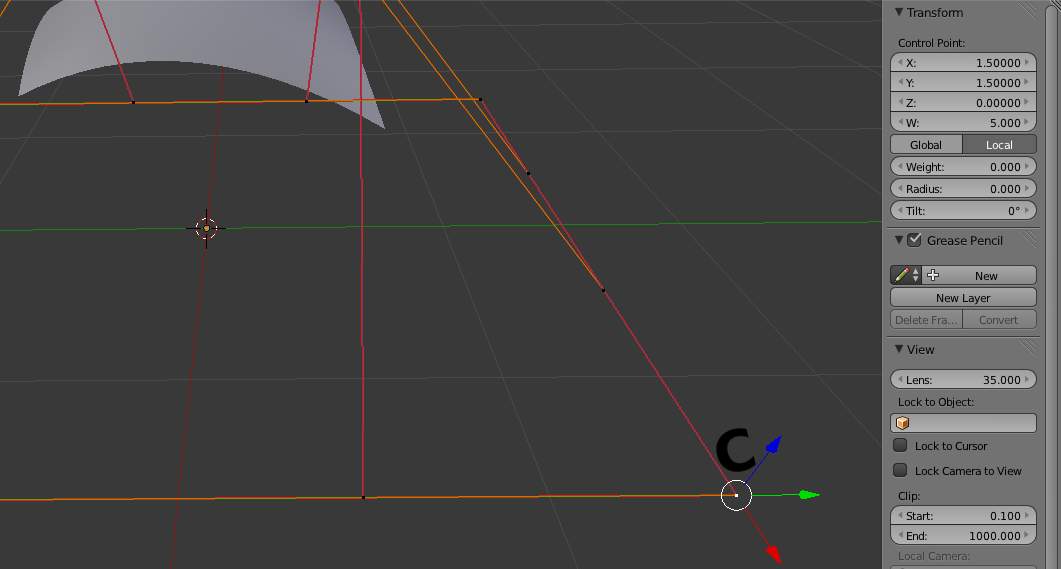 Transform
Control Point:
X: 1.50000
Y: 1.50000
Z: 0.00000
W: 5.000
Global Local
Weight: 0.000
Radius: 0.000
Tilt: 0°
Grease Pencil
New
New Layer
Delete Fra... Convert
View
Lens: 35.000
Lock to Object:
Lock to Cursor
Lock Camera to View
Clip:
Start: 0.100
End: 1000.000
Local Camera:
C